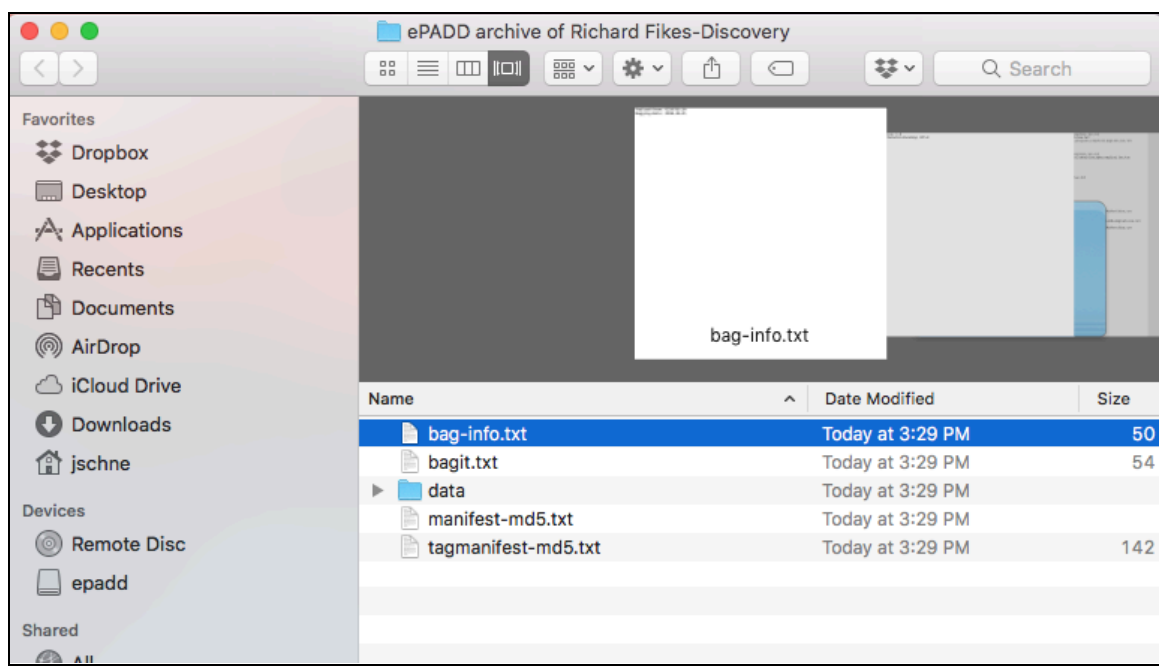 ePADD archive of Richard Fikes-Discovery
Search
Favorites
Dropbox
Desktop
Applications
Recents
Documents
AirDrop
iCloud Drive
Downloads
jschne
Devices
Remote Disc
epadd
Shared
bag-info.txt
Name Date Modified Size
bag-info.txt Today at 3:29 PM 50
bagit.txt Today at 3:29 PM 54
data Today at 3:29 PM
manifest-md5.txt Today at 3:29 PM
tagmanifest-md5.txt Today at 3:29 PM 142